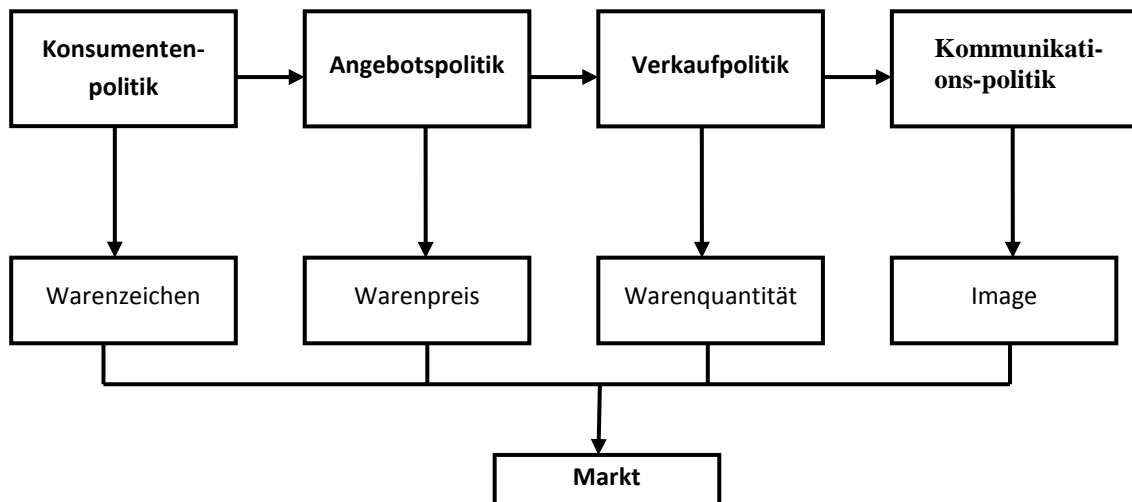 Konsumenten-
politik
Angebotspolitik
Verkaufpolitik
Kommunikati-
ons-politik
Warenzeichen
Warenpreis
Warenquantität
Image
Markt